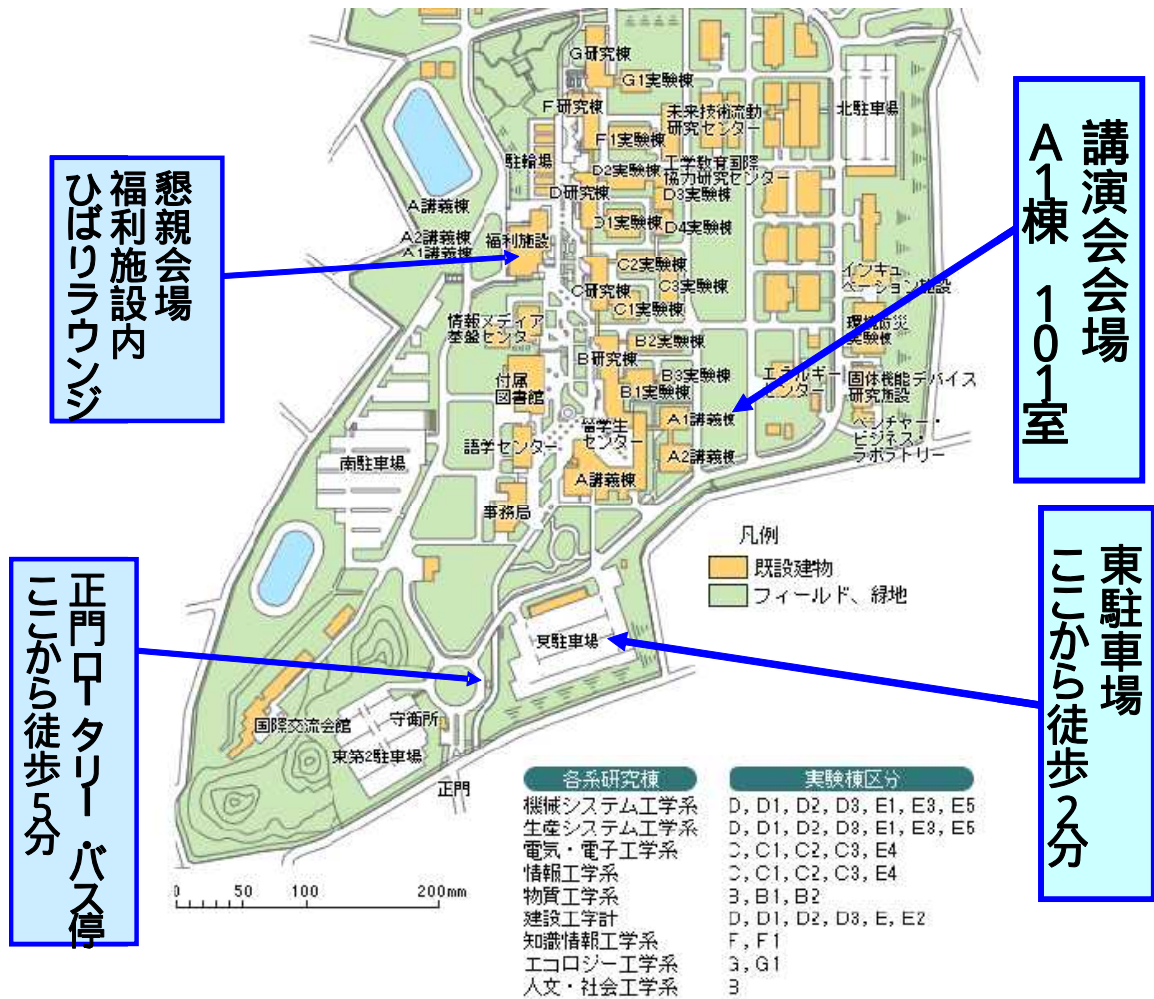 懇親会場
福利施設内
ひばりラウンジ
講演会会場
A1棟 101室
正門ロータリー・バス停
ここから徒歩5分
東駐車場
ここから徒歩2分
G研究棟
G1実験棟
F研究棟
未来技術流動
研究センター
北駐車場
F1実験棟
駐輪場
工学教育国際
協力研究センター
D2実験棟
D研究棟
D3実験棟
A講義棟
D1実験棟
D4実験棟
A2講義棟
A1講義棟
福利施設
C2実験棟
インキュ
ベーション施設
C3実験棟
C研究棟
C1実験棟
情報メディア
基盤センタ
環境防災
実験棟
B2実験棟
B研究棟
B3実験棟
エネルギー
センター
固体機能デバイス
研究施設
付属
図書館
B1実験棟
A1講義棟
留学生
センター
ベンチャー・
ビジネス・
ラボラトリー
語学センター
A2講義棟
南駐車場
A講義棟
事務局
凡例
既設建物
フィールド、緑地
東駐車場
国際交流会館
守衛所
東第2駐車場
正門
0 50 100 200mm
各系研究棟 実験棟区分
機械システム工学系 D, D1, D2, D3, E1, E3, E5
生産システム工学系 D, D1, D2, D3, E1, E3, E5
電気・電子工学系 C, C1, C2, C3, E4
情報工学系 C, C1, C2, C3, E4
物質工学系 B, B1, B2
建設工学計 D, D1, D2, D3, E, E2
知識情報工学系 F, F1
エコロジー工学系 G, G1
人文・社会工学系 B